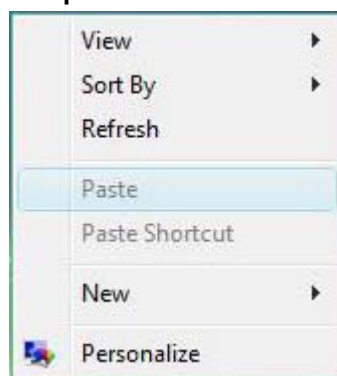 View
Sort By
Refresh
Paste
Paste Shortcut
New
Personalize